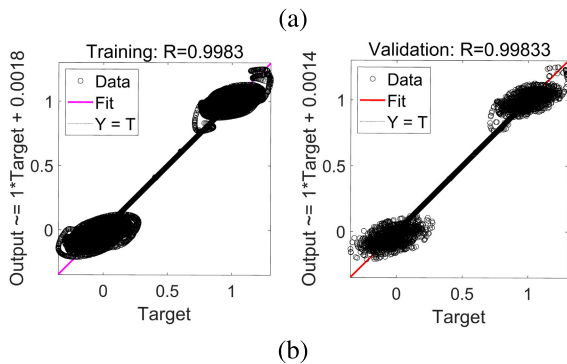 (a)
Training: R=0.9983
Output ~= 1*Target + 0.0018
Data
Fit
Y = T
1
0.5
0
0
0.5
1
Target
Validation: R=0.99833
Output ~= 1*Target + 0.0014
Data
Fit
Y = T
1
0.5
0
0
0.5
1
Target
(b)